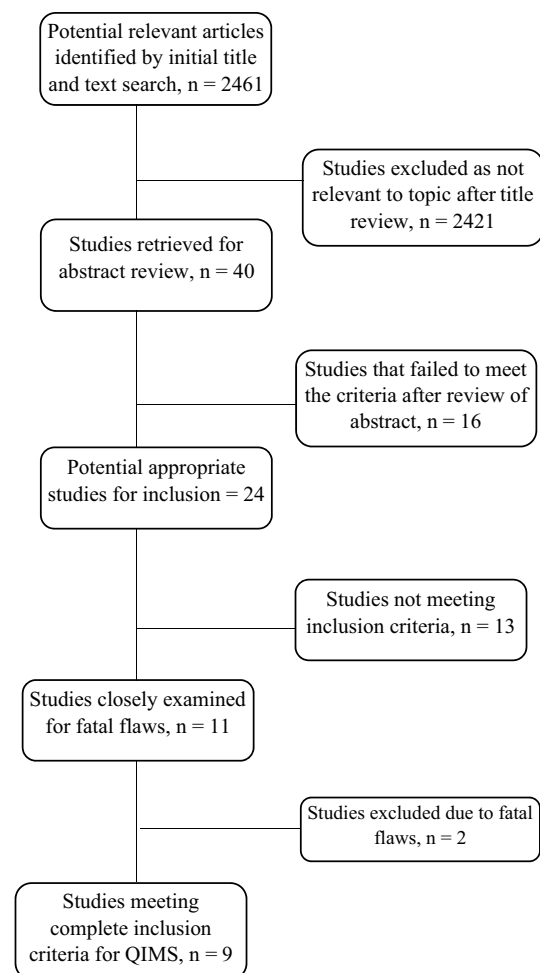 Potential relevant articles
identified by initial title
and text search, n = 2461
Studies excluded as not
relevant to topic after title
review, n = 2421
Studies retrieved for
abstract review, n = 40
Studies that failed to meet
the criteria after review of
abstract, n = 16
Potential appropriate
studies for inclusion = 24
Studies not meeting
inclusion criteria, n = 13
Studies closely examined
for fatal flaws, n = 11
Studies excluded due to fatal
flaws, n = 2
Studies meeting
complete inclusion
criteria for QIMS, n = 9